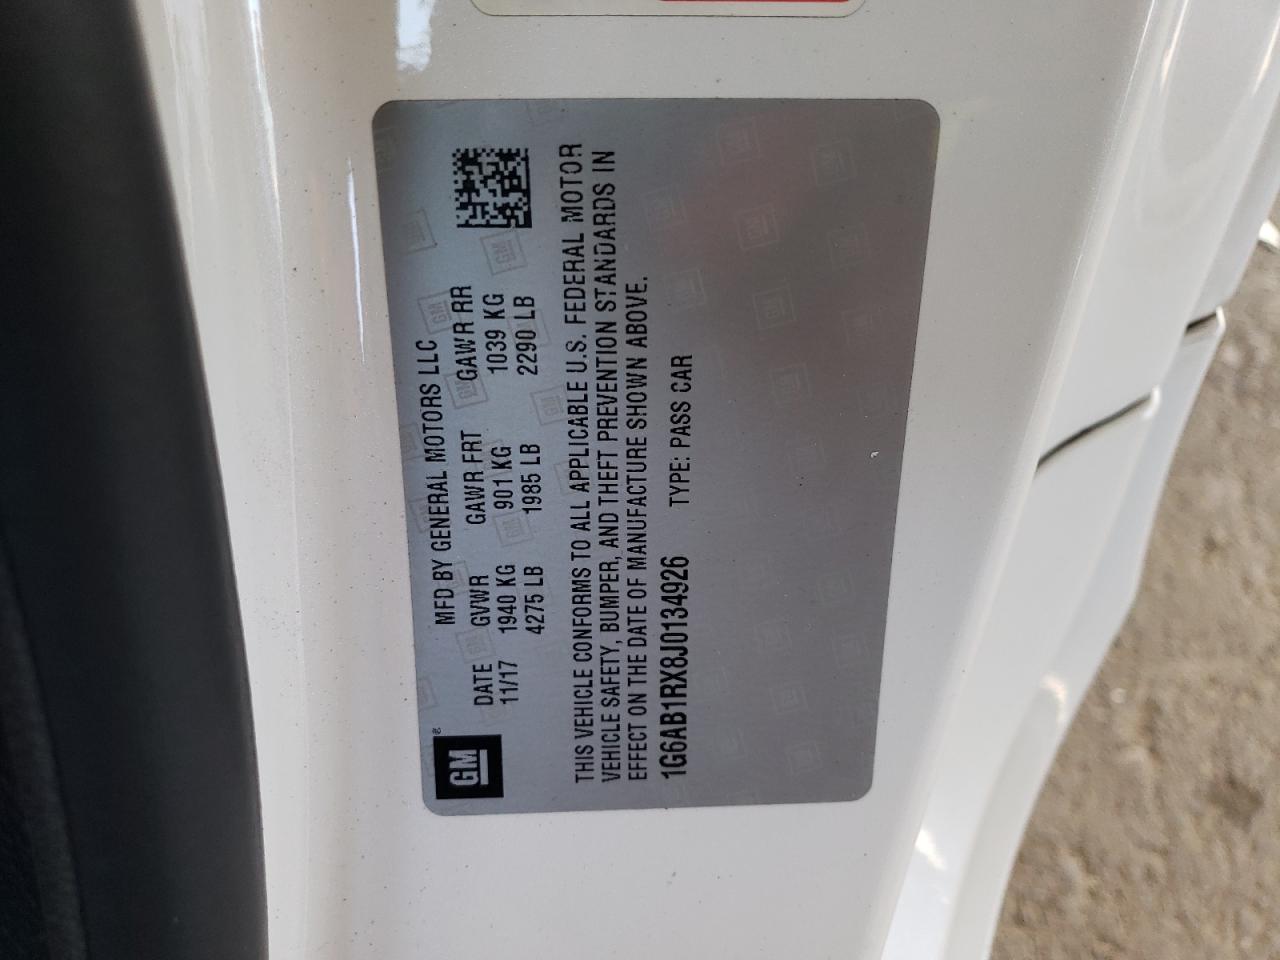 GM
MFD BY GENERAL MOTORS LLC
DATE GVWR GAWR FRT GAWR RR
11/17 1940 KG 901 KG 1039 KG
4275 LB 1985 LB 2290 LB
THIS VEHICLE CONFORMS TO ALL APPLICABLE U.S. FEDERAL MOTOR
VEHICLE SAFETY, BUMPER, AND THEFT PREVENTION STANDARDS IN
EFFECT ON THE DATE OF MANUFACTURE SHOWN ABOVE.
1G6AB1RX8J0134926 TYPE: PASS CAR